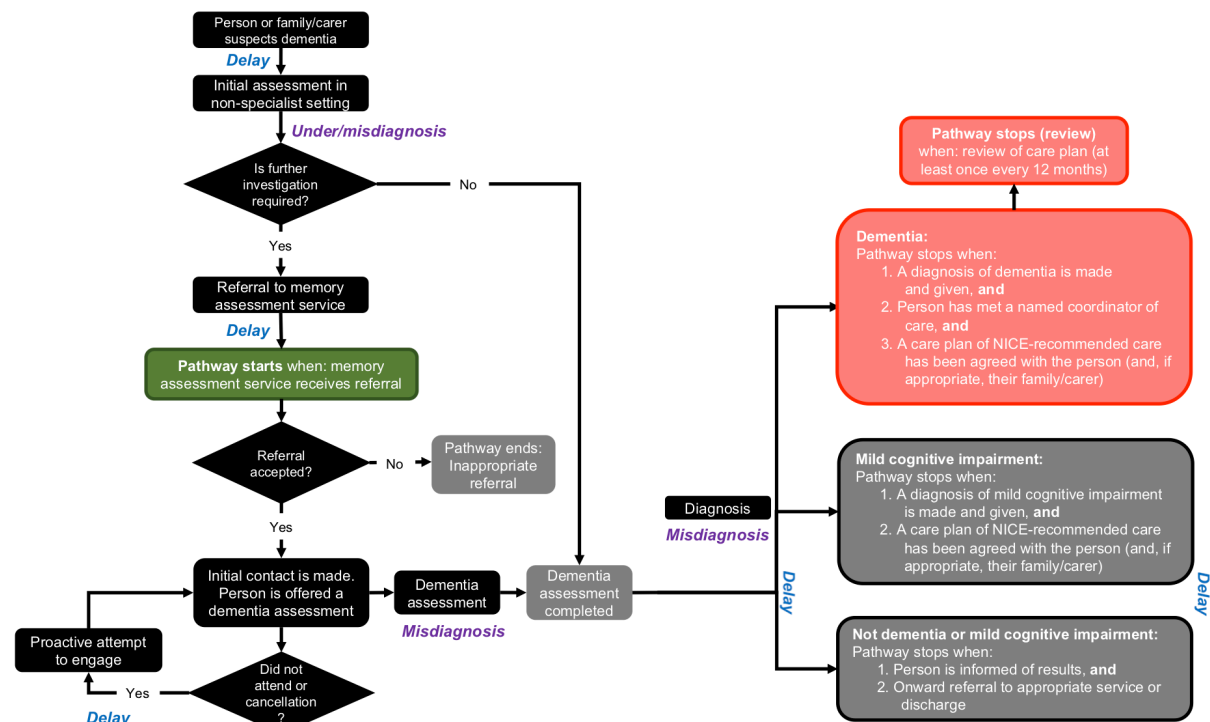 Person or family/carer
suspects dementia
Delay
Initial assessment in
non-specialist setting
Under/misdiagnosis
Is further
investigation
required?
No
Yes
Referral to memory
assessment service
Delay
Pathway starts when: memory
assessment service receives referral
Referral
accepted?
No
Pathway ends:
Inappropriate
referral
Yes
Initial contact is made.
Person is offered a
dementia assessment
Dementia
assessment
Misdiagnosis
Dementia
assessment
completed
Proactive attempt
to engage
Did not
attend or
cancellation
?
Yes
Delay
Diagnosis
Misdiagnosis
Delay
Pathway stops (review)
when: review of care plan (at
least once every 12 months)
Dementia:
Pathway stops when:
1. A diagnosis of dementia is made
and given, and
2. Person has met a named coordinator of
care, and
3. A care plan of NICE-recommended care
has been agreed with the person (and, if
appropriate, their family/carer)
Mild cognitive impairment:
Pathway stops when:
1. A diagnosis of mild cognitive impairment
is made and given, and
2. A care plan of NICE-recommended care
has been agreed with the person (and, if
appropriate, their family/carer)
Delay
Not dementia or mild cognitive impairment:
Pathway stops when:
1. Person is informed of results, and
2. Onward referral to appropriate service or
discharge